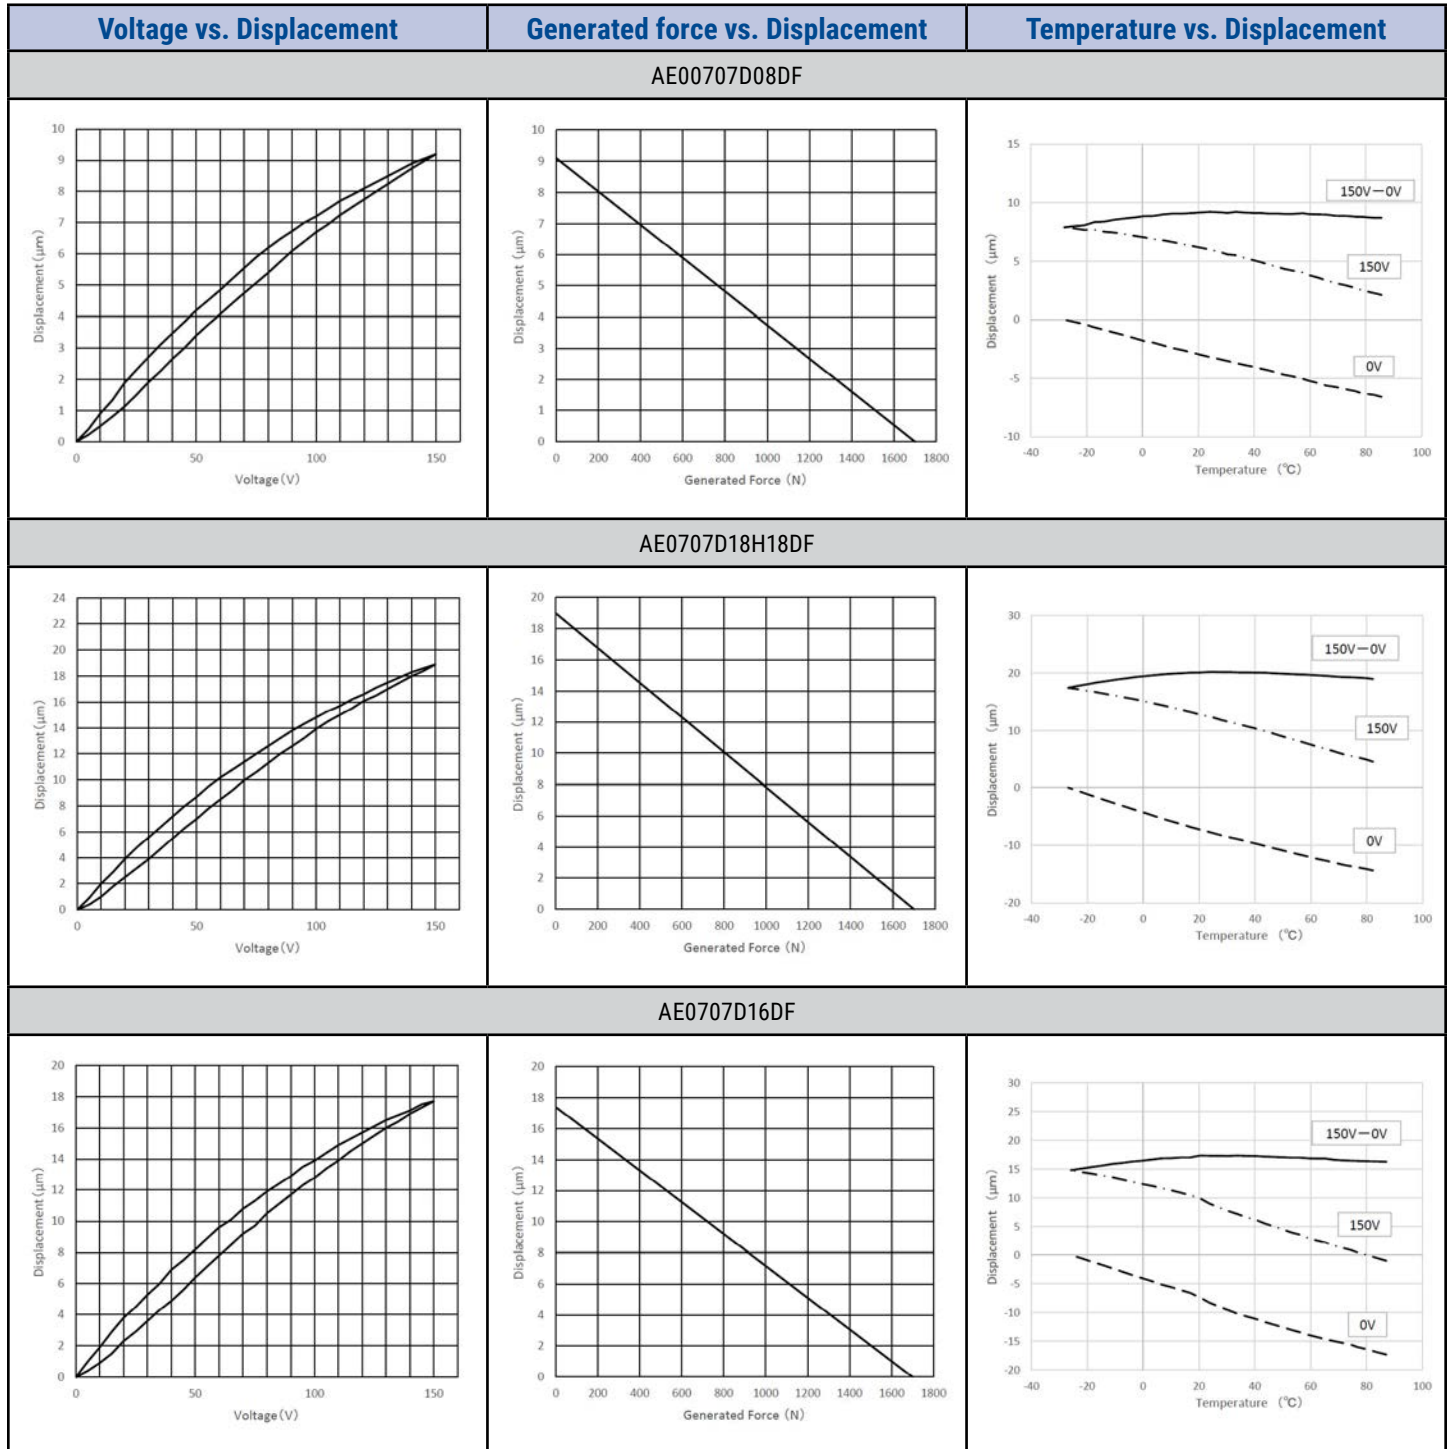 Voltage vs. Displacement
Generated force vs. Displacement
Temperature vs. Displacement
AE00707D08DF
10
9
8
7
6
5
4
3
2
1
0
Displacement (μm)
0 50 100 150
Voltage (V)
10
9
8
7
6
5
4
3
2
1
0
Displacement (μm)
0 200 400 600 800 1000 1200 1400 1600 1800
Generated Force (N)
15
10
5
0
-5
-10
Displacement (μm)
150V－0V
150V
0V
-40 -20 0 20 40 60 80 100
Temperature (℃)
AE0707D18H18DF
24
22
20
18
16
14
12
10
8
6
4
2
0
Displacement (μm)
0 50 100 150
Voltage (V)
20
18
16
14
12
10
8
6
4
2
0
Displacement (μm)
0 200 400 600 800 1000 1200 1400 1600 1800
Generated Force (N)
30
20
10
0
-10
-20
Displacement (μm)
150V－0V
150V
0V
-40 -20 0 20 40 60 80 100
Temperature (℃)
AE0707D16DF
20
18
16
14
12
10
8
6
4
2
0
Displacement (μm)
0 50 100 150
Voltage (V)
20
18
16
14
12
10
8
6
4
2
0
Displacement (μm)
0 200 400 600 800 1000 1200 1400 1600 1800
Generated Force (N)
30
25
20
15
10
5
0
-5
-10
-15
-20
Displacement (μm)
150V－0V
150V
0V
-40 -20 0 20 40 60 80 100
Temperature (℃)